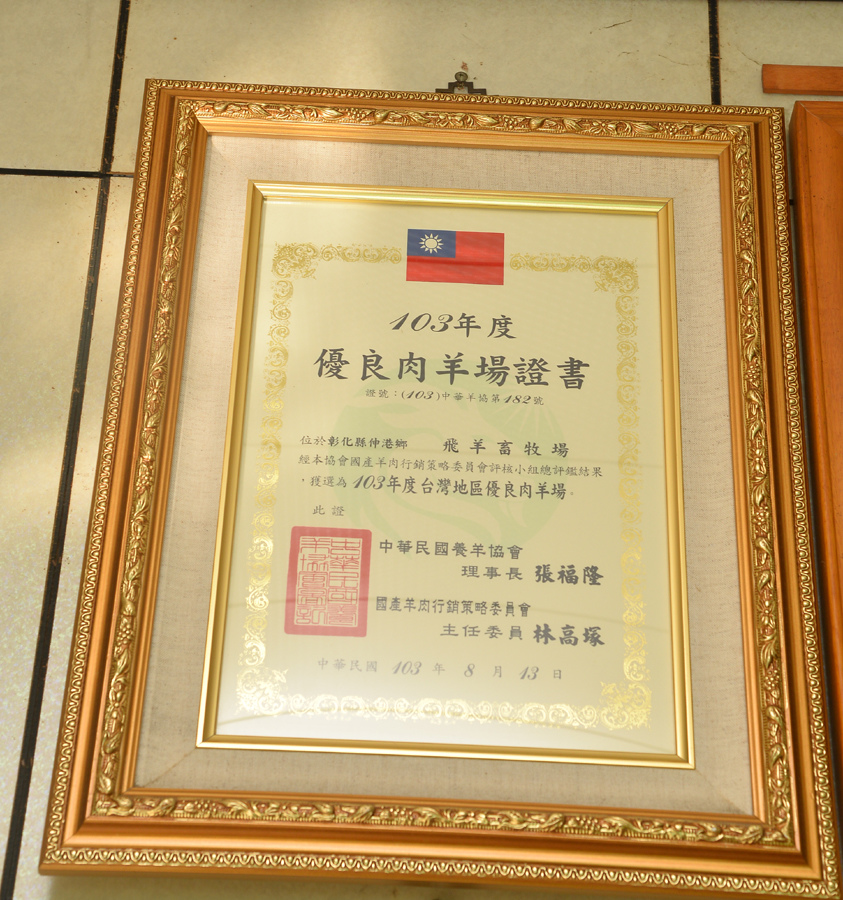 103年度
優良肉羊場證書
證號：(103)中華羊協第182號
位於彰化縣伸港鄉 飛羊畜牧場
經本協會國產羊肉行銷策略委員會評核小組總評鑑結果
，獲選為 103年度台灣地區優良肉羊場。
此證
中華民國養羊協會
理事長 張福隆
國產羊肉行銷策略委員會
主任委員 林高塚
中華民國 103 年 8 月 13 日